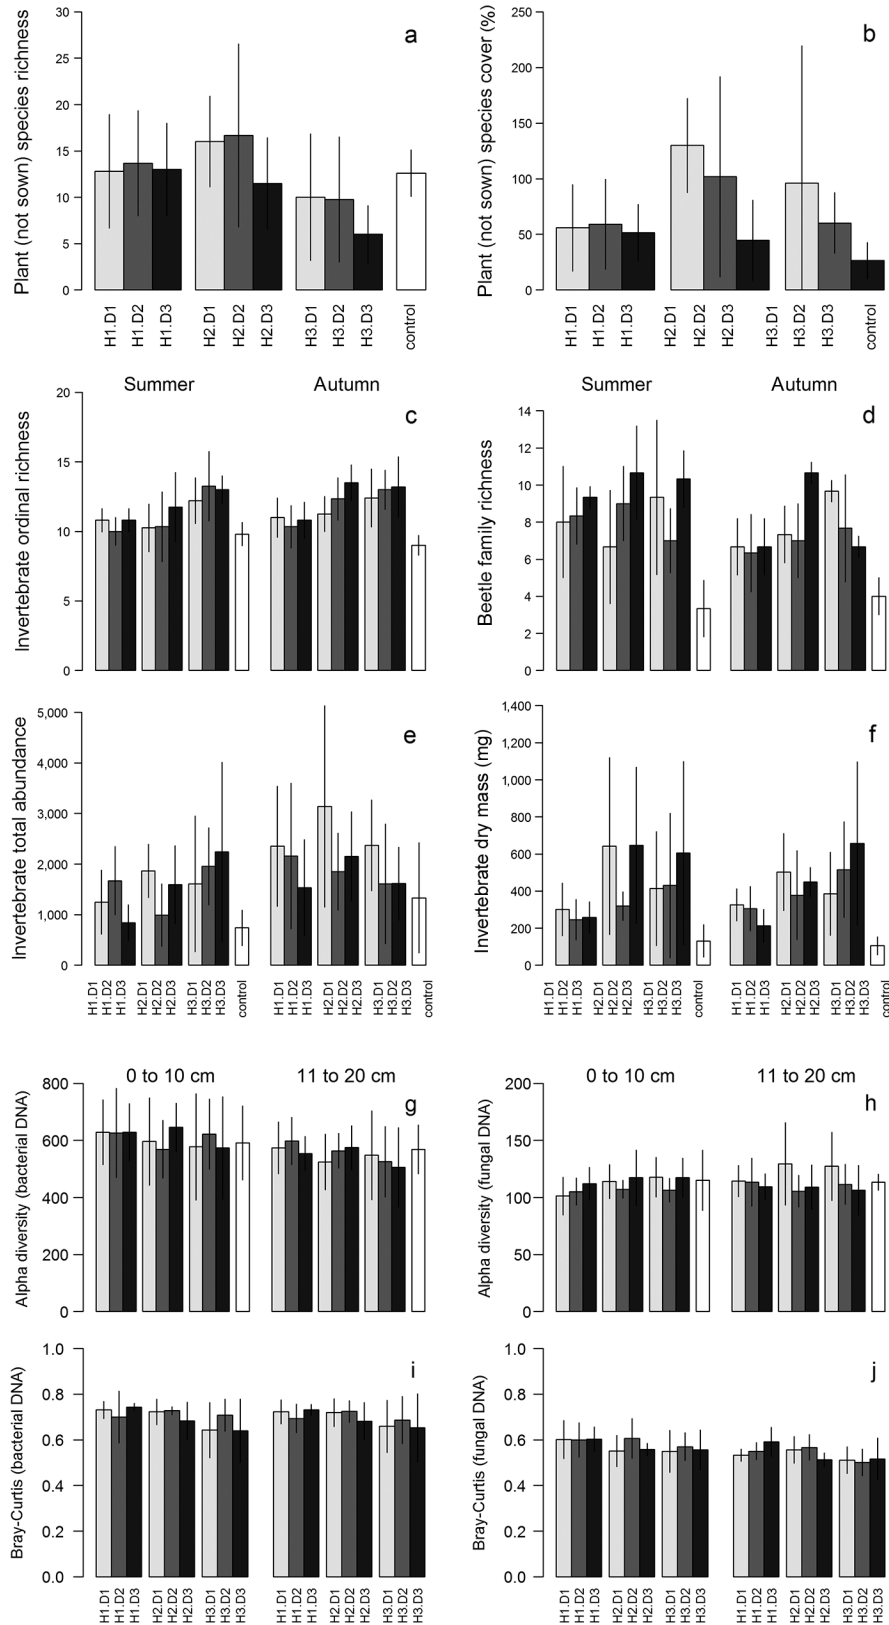 a
Plant (not sown) species richness
30
25
20
15
10
5
0
H1.D1
H1.D2
H1.D3
H2.D1
H2.D2
H2.D3
H3.D1
H3.D2
H3.D3
control
b
Plant (not sown) species cover (%)
250
200
150
100
50
0
H1.D1
H1.D2
H1.D3
H2.D1
H2.D2
H2.D3
H3.D1
H3.D2
H3.D3
control
Summer
Autumn
c
Invertebrate ordinal richness
20
15
10
5
0
Summer
Autumn
d
Beetle family richness
14
12
10
8
6
4
2
0
e
Invertebrate total abundance
5,000
4,000
3,000
2,000
1,000
0
H1.D1
H1.D2
H1.D3
H2.D1
H2.D2
H2.D3
H3.D1
H3.D2
H3.D3
control
H1.D1
H1.D2
H1.D3
H2.D1
H2.D2
H2.D3
H3.D1
H3.D2
H3.D3
control
f
Invertebrate dry mass (mg)
1,400
1,200
1,000
800
600
400
200
0
H1.D1
H1.D2
H1.D3
H2.D1
H2.D2
H2.D3
H3.D1
H3.D2
H3.D3
control
H1.D1
H1.D2
H1.D3
H2.D1
H2.D2
H2.D3
H3.D1
H3.D2
H3.D3
control
0 to 10 cm
11 to 20 cm
g
Alpha diversity (bacterial DNA)
800
600
400
200
0
0 to 10 cm
11 to 20 cm
h
Alpha diversity (fungal DNA)
200
150
100
50
0
i
Bray-Curtis (bacterial DNA)
1.0
0.8
0.6
0.4
0.2
0.0
H1.D1
H1.D2
H1.D3
H2.D1
H2.D2
H2.D3
H3.D1
H3.D2
H3.D3
H1.D1
H1.D2
H1.D3
H2.D1
H2.D2
H2.D3
H3.D1
H3.D2
H3.D3
j
Bray-Curtis (fungal DNA)
1.0
0.8
0.6
0.4
0.2
0.0
H1.D1
H1.D2
H1.D3
H2.D1
H2.D2
H2.D3
H3.D1
H3.D2
H3.D3
H1.D1
H1.D2
H1.D3
H2.D1
H2.D2
H2.D3
H3.D1
H3.D2
H3.D3